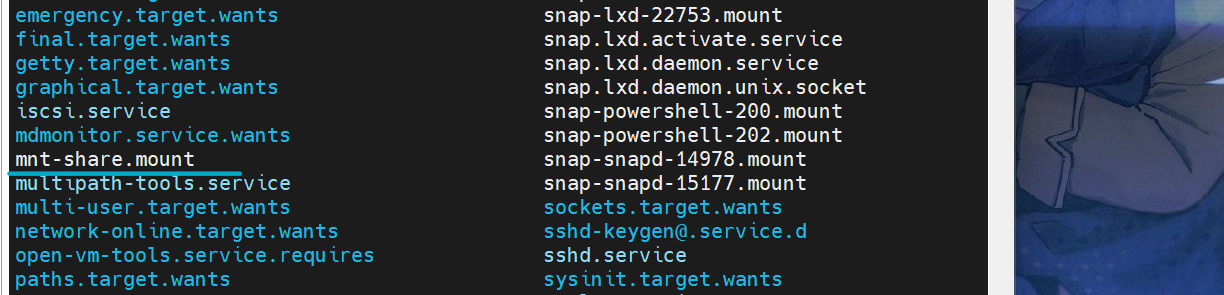 emergency.target.wants snap-lxd-22753.mount
final.target.wants snap.lxd.activate.service
getty.target.wants snap.lxd.daemon.service
graphical.target.wants snap.lxd.daemon.unix.socket
iscsi.service snap-powershell-200.mount
mdmonitor.service.wants snap-powershell-202.mount
mnt-share.mount snap-snapd-14978.mount
multipath-tools.service snap-snapd-15177.mount
multi-user.target.wants sockets.target.wants
network-online.target.wants sshd-keygen@.service.d
open-vm-tools.service.requires sshd.service
paths.target.wants sysinit.target.wants